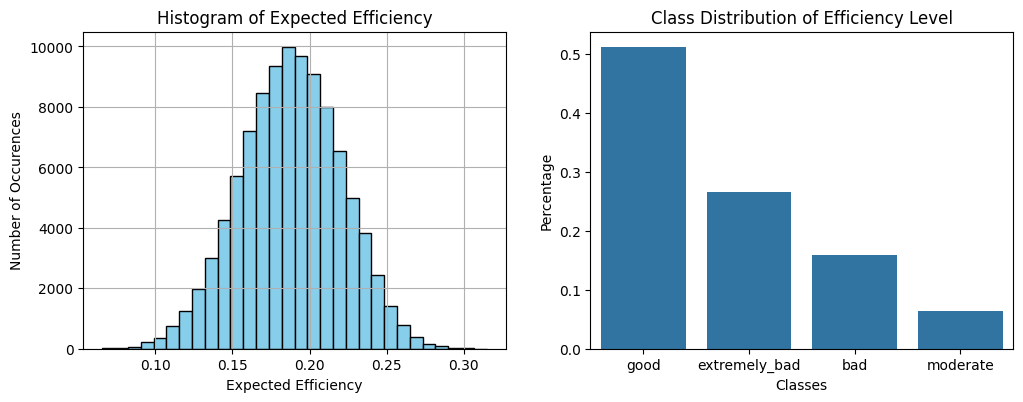 Histogram of Expected Efficiency
Number of Occurences
10000
8000
6000
4000
2000
0
0.10 0.15 0.20 0.25 0.30
Expected Efficiency
Class Distribution of Efficiency Level
Percentage
0.5
0.4
0.3
0.2
0.1
0.0
good extremely_bad bad moderate
Classes